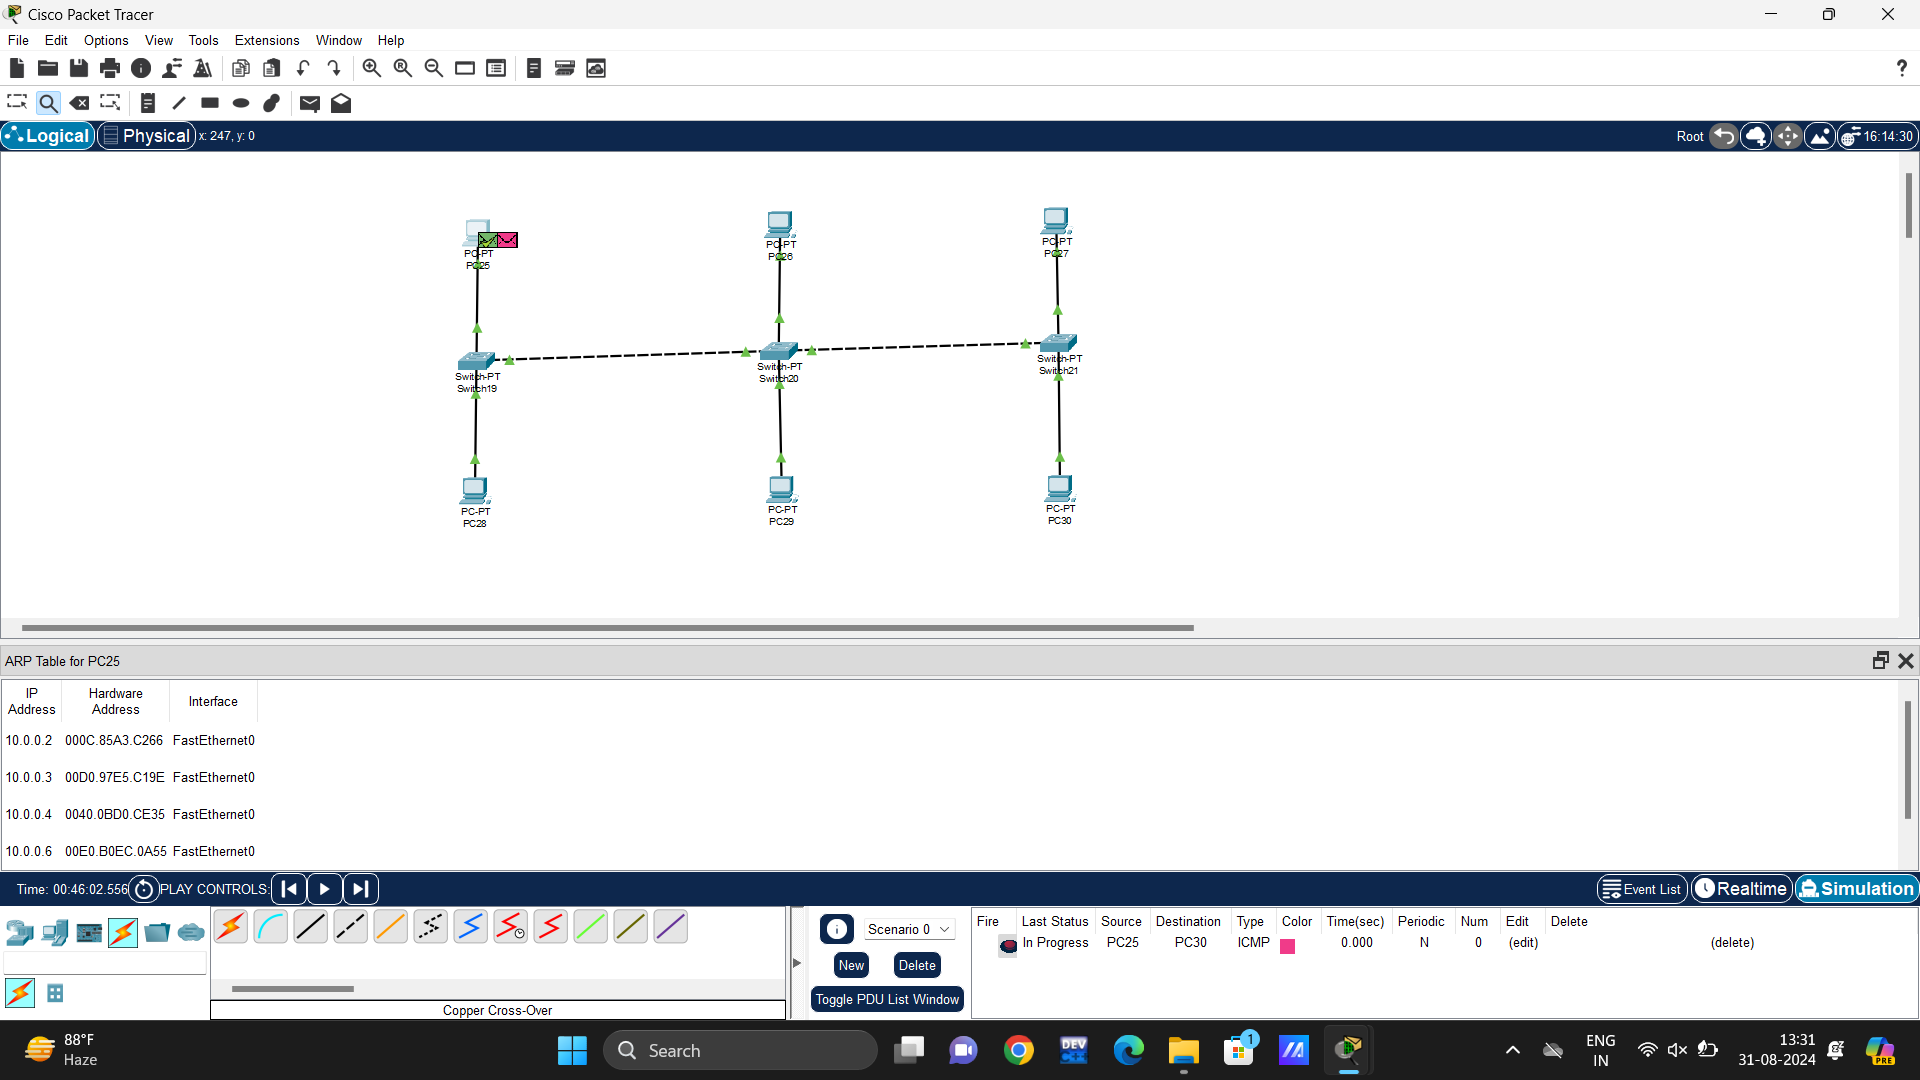 Cisco Packet Tracer
File Edit Options View Tools Extensions Window Help
?
Logical Physical x: 247, y: 0 Root 16:14:30
PC-PT
PC25
PC-PT
PC26
PC-PT
PC27
Switch-PT
Switch19
Switch-PT
Switch20
Switch-PT
Switch21
PC-PT
PC28
PC-PT
PC29
PC-PT
PC30
ARP Table for PC25
IP Address Hardware Address Interface
10.0.0.2 000C.85A3.C266 FastEthernet0
10.0.0.3 00D0.97E5.C19E FastEthernet0
10.0.0.4 0040.0BD0.CE35 FastEthernet0
10.0.0.6 00E0.B0EC.0A55 FastEthernet0
Time: 00:46:02.556 PLAY CONTROLS: Event List Realtime Simulation
Scenario 0
New Delete
Toggle PDU List Window
Fire Last Status Source Destination Type Color Time(sec) Periodic Num Edit Delete
In Progress PC25 PC30 ICMP 0.000 N 0 (edit) (delete)
Copper Cross-Over
88°F
Haze
Search
DEV
C++
1
ENG
IN
13:31
31-08-2024
PRE